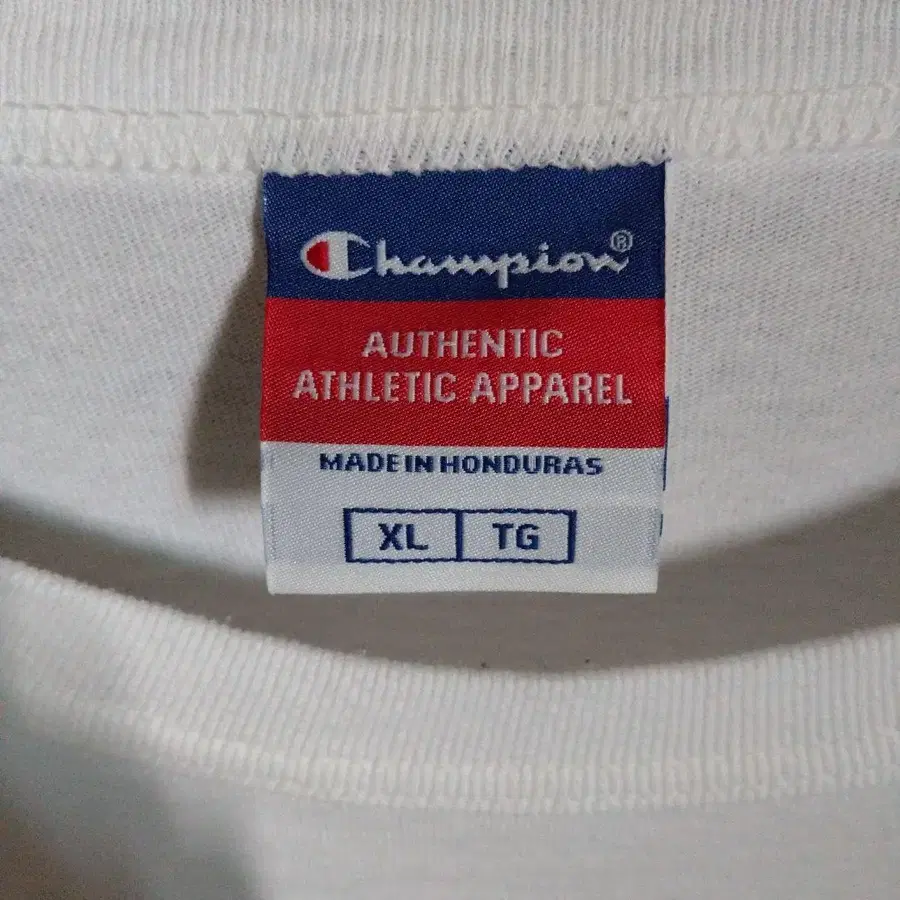 Champion®
AUTHENTIC
ATHLETIC APPAREL
MADE IN HONDURAS
XL TG